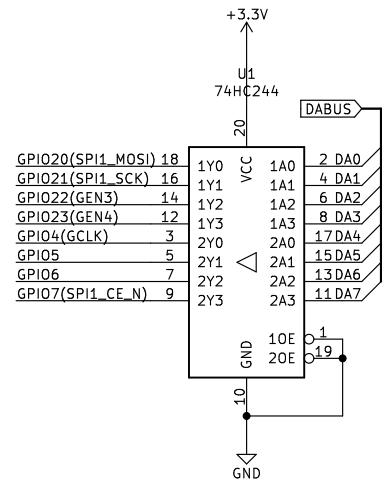 +3.3V
U1
74HC244
DABUS
20
VCC
GPIO20(SPI1_MOSI) 18 1Y0 1A0 2 DA0
GPIO21(SPI1_SCK) 16 1Y1 1A1 4 DA1
GPIO22(GEN3) 14 1Y2 1A2 6 DA2
GPIO23(GEN4) 12 1Y3 1A3 8 DA3
GPIO4(GCLK) 3 2Y0 2A0 17 DA4
GPIO5 5 2Y1 2A1 15 DA5
GPIO6 7 2Y2 2A2 13 DA6
GPIO7(SPI1_CE_N) 9 2Y3 2A3 11 DA7
1OE 1
2OE 19
GND
10
GND